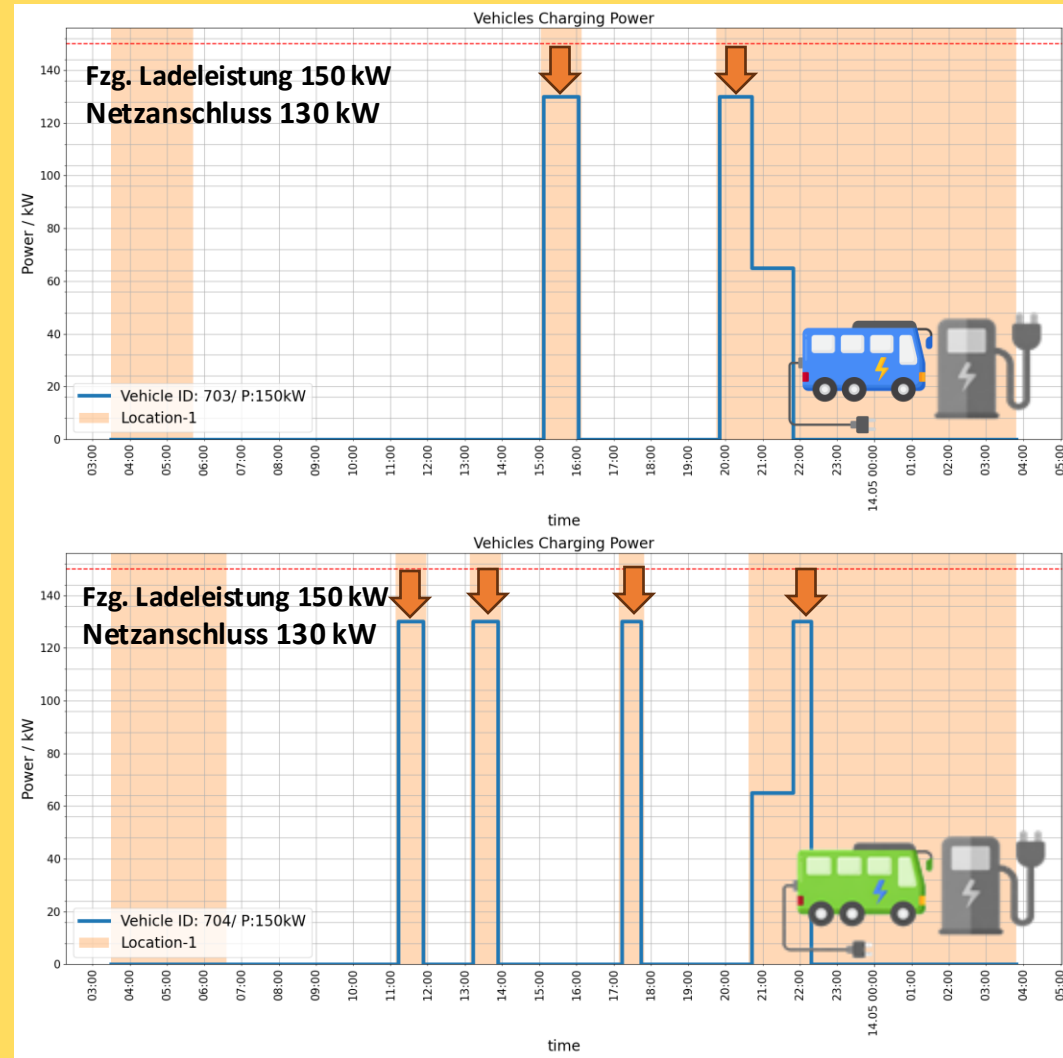 Vehicles Charging Power
Fzg. Ladeleistung 150 kW
Netzanschluss 130 kW
Power / kW
140
120
100
80
60
40
20
0
Vehicle ID: 703/ P:150kW
Location-1
03:00 04:00 05:00 06:00 07:00 08:00 09:00 10:00 11:00 12:00 13:00 14:00 15:00 16:00 17:00 18:00 19:00 20:00 21:00 22:00 23:00 14.05 00:00 01:00 02:00 03:00 04:00 05:00
time
Vehicles Charging Power
Fzg. Ladeleistung 150 kW
Netzanschluss 130 kW
Power / kW
140
120
100
80
60
40
20
0
Vehicle ID: 704/ P:150kW
Location-1
03:00 04:00 05:00 06:00 07:00 08:00 09:00 10:00 11:00 12:00 13:00 14:00 15:00 16:00 17:00 18:00 19:00 20:00 21:00 22:00 23:00 14.05 00:00 01:00 02:00 03:00 04:00 05:00
time